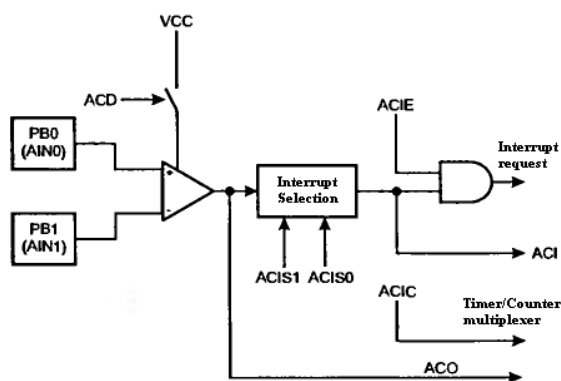 VCC
ACD
PB0
(AIN0)
+
ACIE
Interrupt
request
Interrupt
Selection
PB1
(AIN1)
-
ACI
ACIS1 ACIS0
ACIC
Timer/Counter
multiplexer
ACO